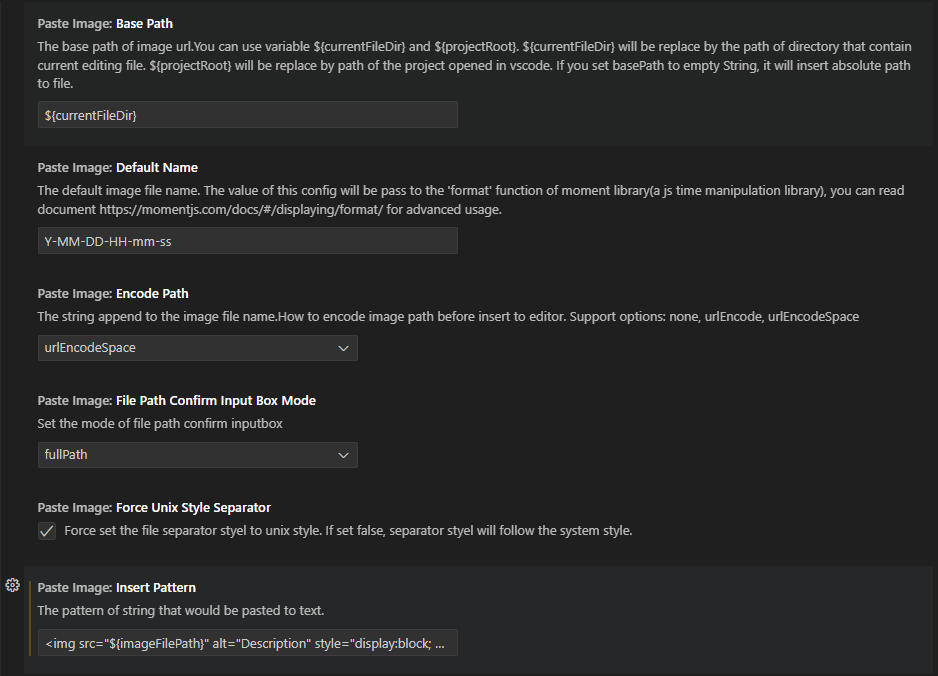 Paste Image: Base Path
The base path of image url.You can use variable ${currentFileDir} and ${projectRoot}. ${currentFileDir} will be replace by the path of directory that contain
current editing file. ${projectRoot} will be replace by path of the project opened in vscode. If you set basePath to empty String, it will insert absolute path
to file.
${currentFileDir}
Paste Image: Default Name
The default image file name. The value of this config will be pass to the 'format' function of moment library(a js time manipulation library), you can read
document https://momentjs.com/docs/#/displaying/format/ for advanced usage.
Y-MM-DD-HH-mm-ss
Paste Image: Encode Path
The string append to the image file name.How to encode image path before insert to editor. Support options: none, urlEncode, urlEncodeSpace
urlEncodeSpace
Paste Image: File Path Confirm Input Box Mode
Set the mode of file path confirm inputbox
fullPath
Paste Image: Force Unix Style Separator
Force set the file separator styel to unix style. If set false, separator styel will follow the system style.
Paste Image: Insert Pattern
The pattern of string that would be pasted to text.
<img src="${imageFilePath}" alt="Description" style="display:block; ...